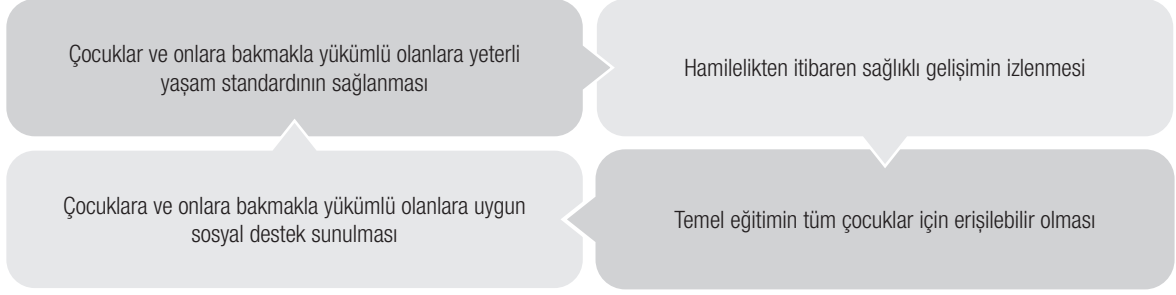 Çocuklar ve onlara bakmakla yükümlü olanlara yeterli
yaşam standardının sağlanması
Hamilelikten itibaren sağlıklı gelişimin izlenmesi
Çocuklara ve onlara bakmakla yükümlü olanlara uygun
sosyal destek sunulması
Temel eğitimin tüm çocuklar için erişilebilir olması